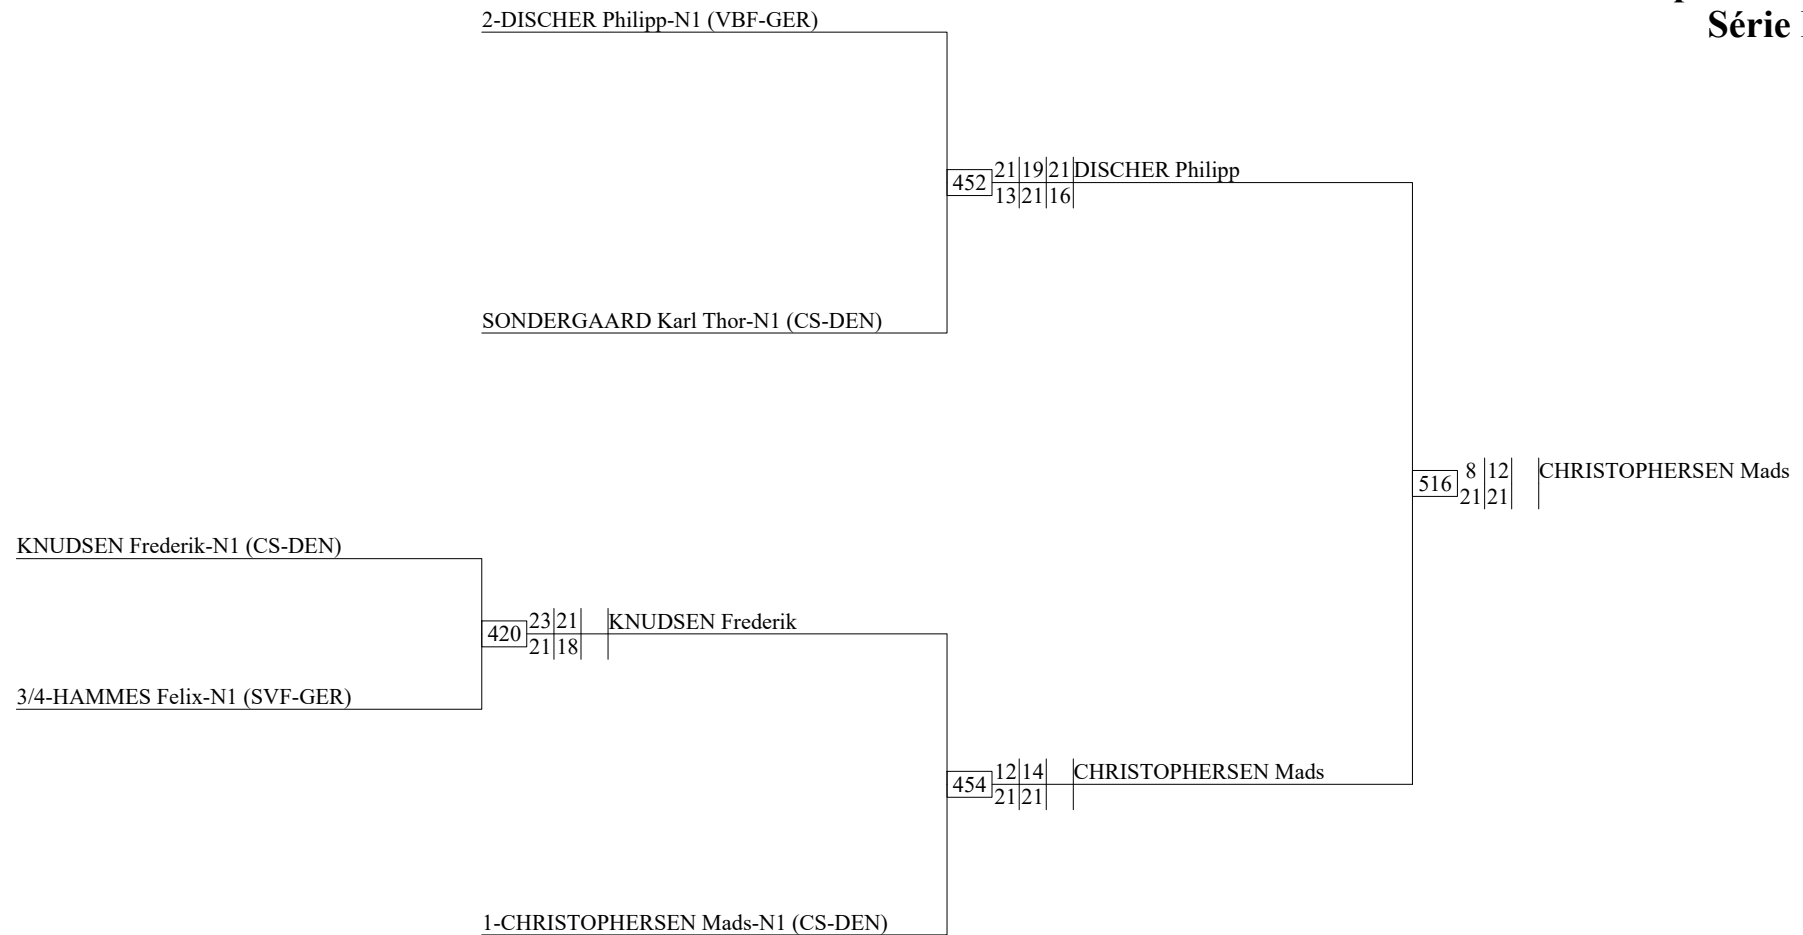 Série
2-DISCHER Philipp-N1 (VBF-GER)
452 21 19 21 DISCHER Philipp
13 21 16
SONDERGAARD Karl Thor-N1 (CS-DEN)
516 8 12 CHRISTOPHERSEN Mads
21 21
KNUDSEN Frederik-N1 (CS-DEN)
420 23 21 KNUDSEN Frederik
21 18
3/4-HAMMES Felix-N1 (SVF-GER)
454 12 14 CHRISTOPHERSEN Mads
21 21
1-CHRISTOPHERSEN Mads-N1 (CS-DEN)